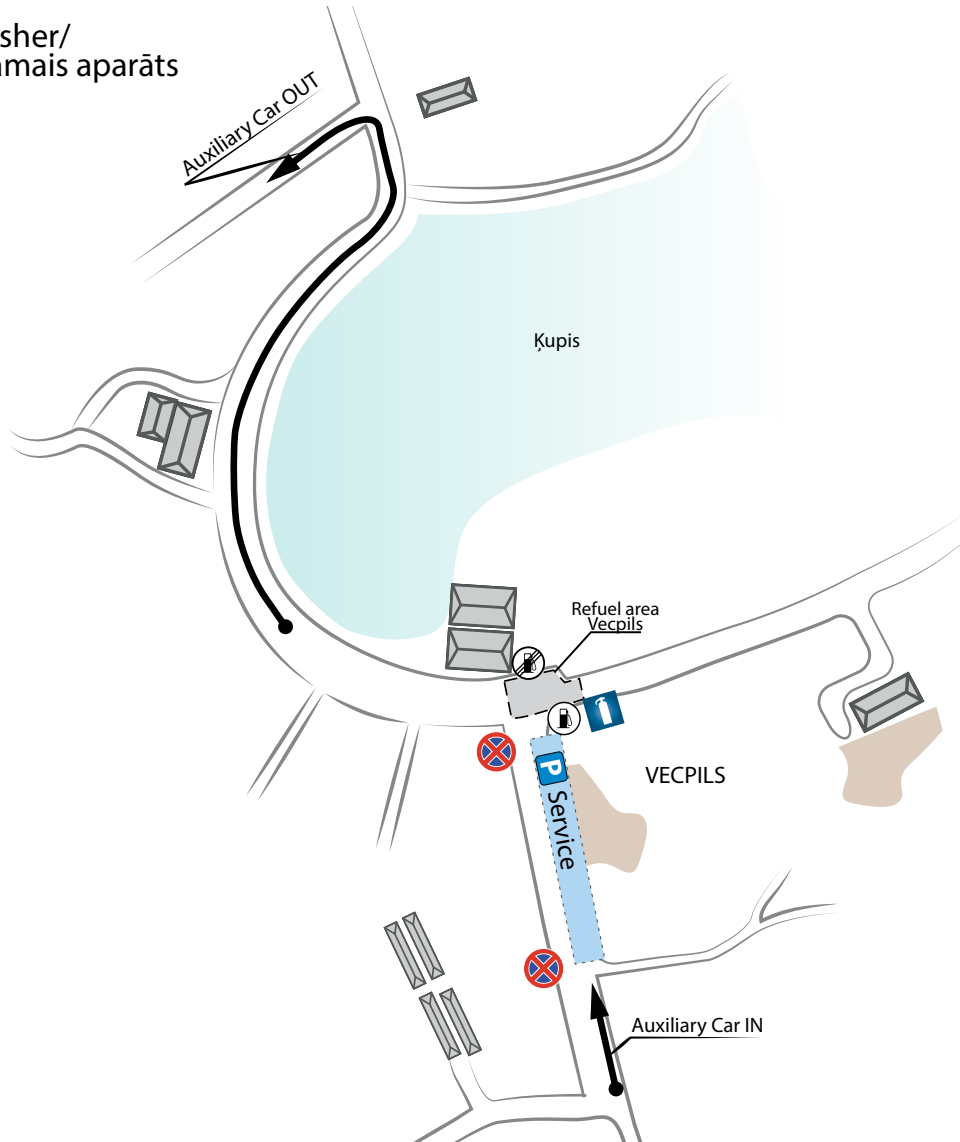 sher/
amais aparāts
Auxiliary Car OUT
Ķupis
Refuel area
Vecpils
P
Service
VECPILS
Auxiliary Car IN